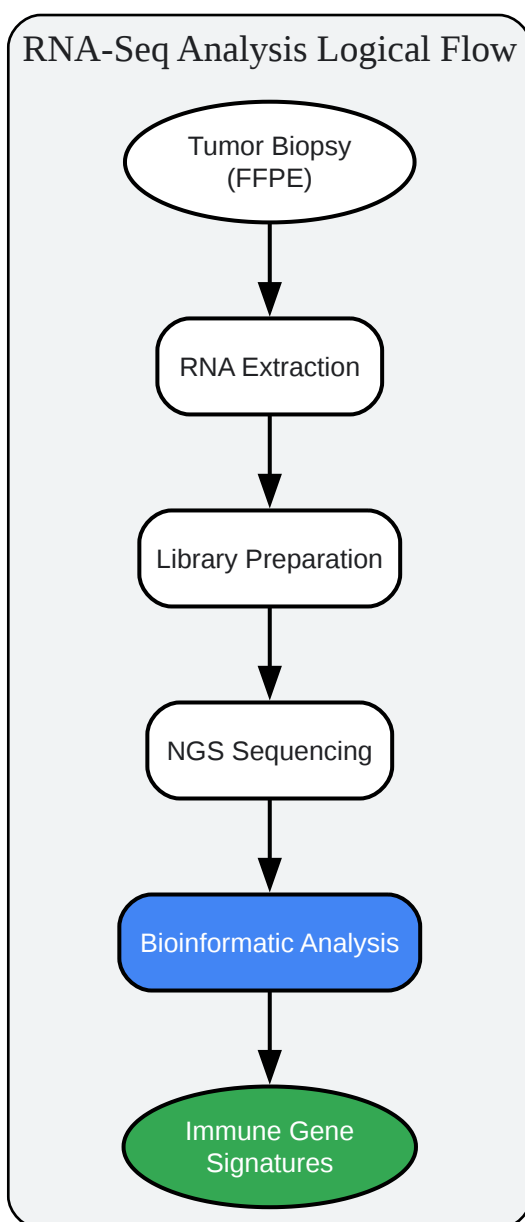 RNA-Seq Analysis Logical Flow
Tumor Biopsy
(FFPE)
RNA Extraction
Library Preparation
NGS Sequencing
Bioinformatic Analysis
Immune Gene
Signatures